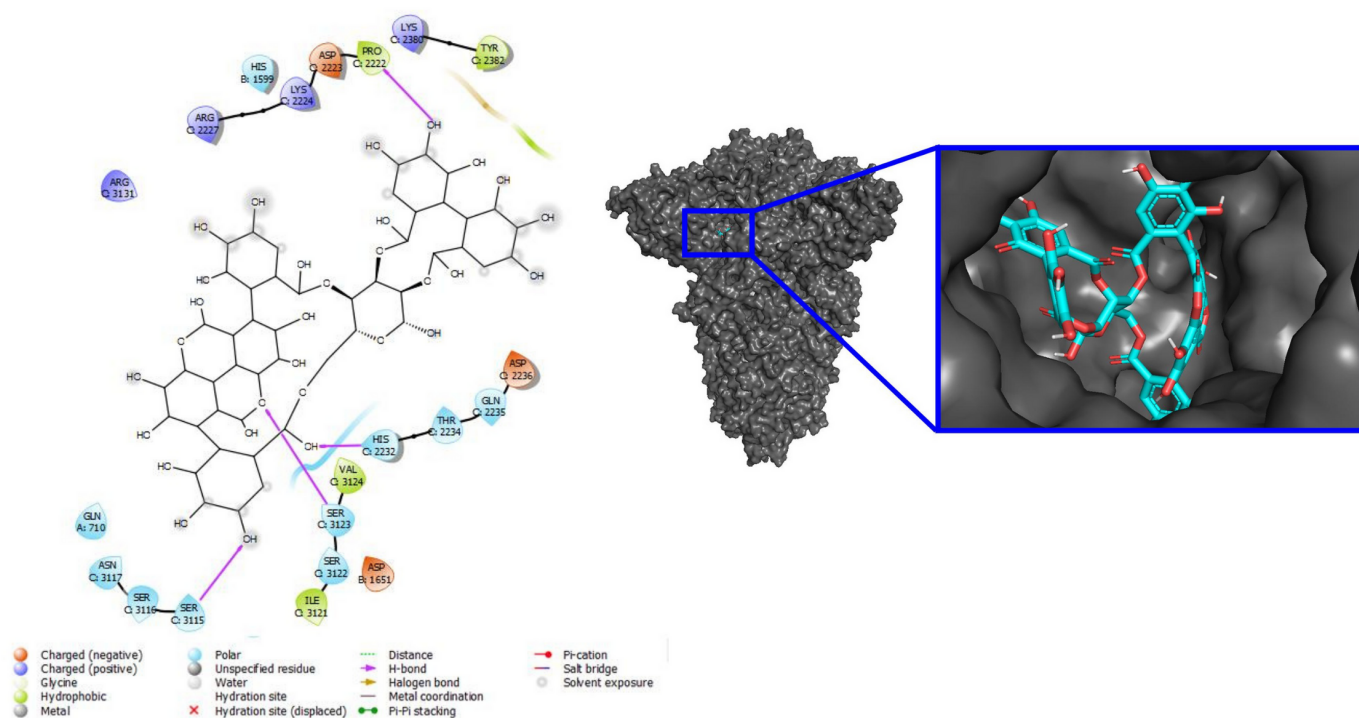 LYS
C: 2380
TYR
C: 2382
PRO
C: 2222
ASP
C: 2223
HIS
B: 1599
LYS
C: 2224
ARG
C: 2227
ARG
C: 3131
OH
HO
OH
OH
OH
OH
OH
HO
HO
OH
OH
HO
OH
O
O
O
O
OH
HO
OH
O
OH
O
HO
OH
HO
O
OH
OH
HO
HO
HO
OH
ASP
C: 2236
GLN
C: 2235
THR
C: 2234
HIS
C: 2232
VAL
C: 3124
SER
C: 3123
SER
C: 3122
ASP
B: 1651
ILE
C: 3121
GLN
A: 710
ASN
C: 3117
SER
C: 3116
SER
C: 3115
Charged (negative)
Charged (positive)
Glycine
Hydrophobic
Metal
Polar
Unspecified residue
Water
Hydration site
Hydration site (displaced)
Distance
H-bond
Halogen bond
Metal coordination
Pi-Pi stacking
Pi-cation
Salt bridge
Solvent exposure